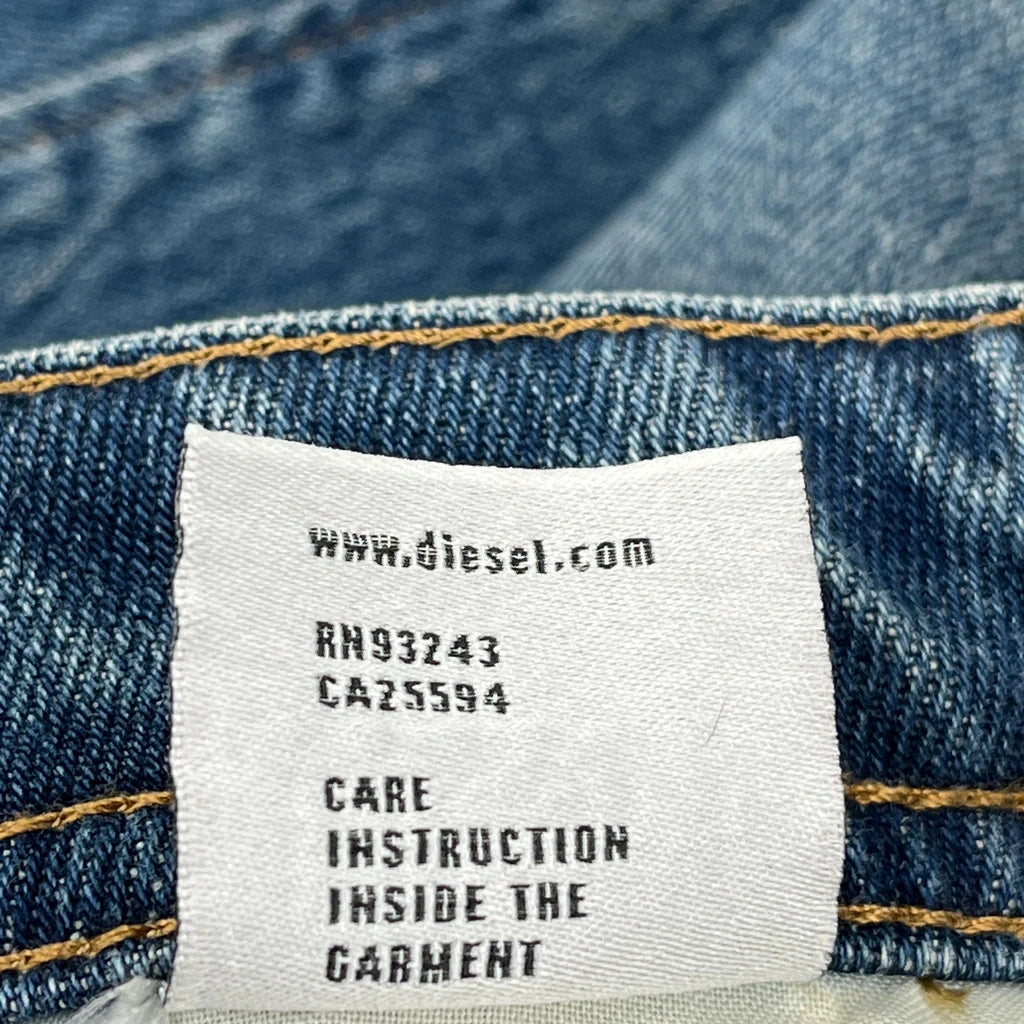 www.diesel.com
RN93243
CA25594
CARE
INSTRUCTION
INSIDE THE
GARMENT